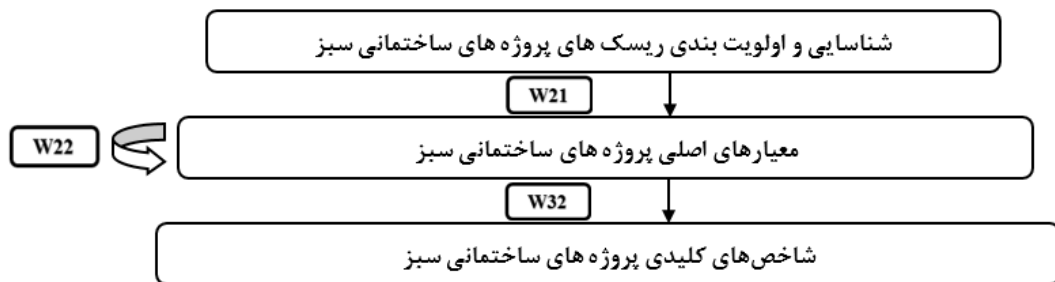 شناسایی و اولویت بندی ریسک های پروژه های ساختمانی سبز
W21
معیارهای اصلی پروژه های ساختمانی سبز
W22
W32
شاخص‌های کلیدی پروژه های ساختمانی سبز